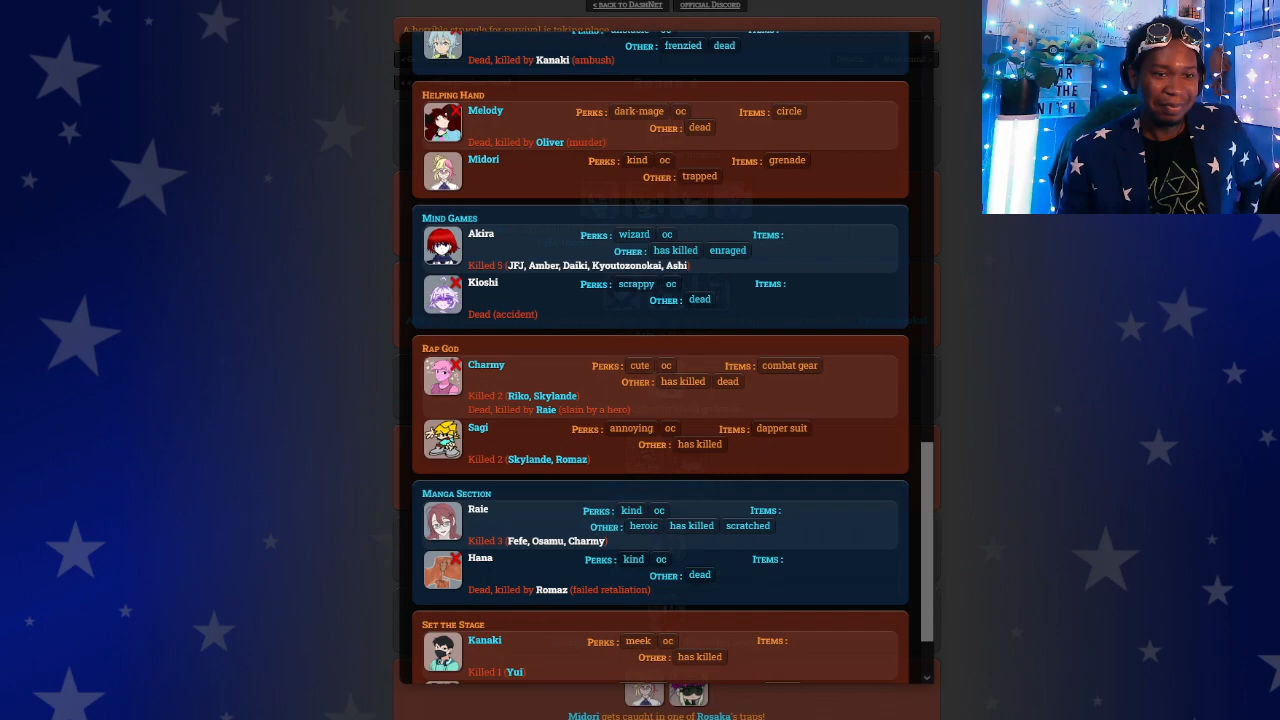 < BACK TO DASHNET OFFICIAL DISCORD
A horrible struggle for survival is taking place
Other : frenzied dead
Dead, killed by Kanaki (ambush)
Helping Hand
Melody Perks : dark-mage oc Items : circle
Other : dead
Dead, killed by Oliver (murder)
Midori Perks : kind oc Items : grenade
Other : trapped
Mind Games
Akira Perks : wizard oc Items :
Other : has killed enraged
Killed 5 (JFJ, Amber, Daiki, Kyoutozonokai, Ashi)
Kioshi Perks : scrappy oc Items :
Other : dead
Dead (accident)
Rap God
Charmy Perks : cute oc Items : combat gear
Other : has killed dead
Killed 2 (Riko, Skylande)
Dead, killed by Raie (slain by a hero)
Sagi Perks : annoying oc Items : dapper suit
Other : has killed
Killed 2 (Skylande, Romaz)
Manga Section
Raie Perks : kind oc Items :
Other : heroic has killed scratched
Killed 3 (Fefe, Osamu, Charmy)
Hana Perks : kind oc Items :
Other : dead
Dead, killed by Romaz (failed retaliation)
Set the Stage
Kanaki Perks : meek oc Items :
Other : has killed
Killed 1 (Yui)
Midori gets caught in one of Rosaka's traps!